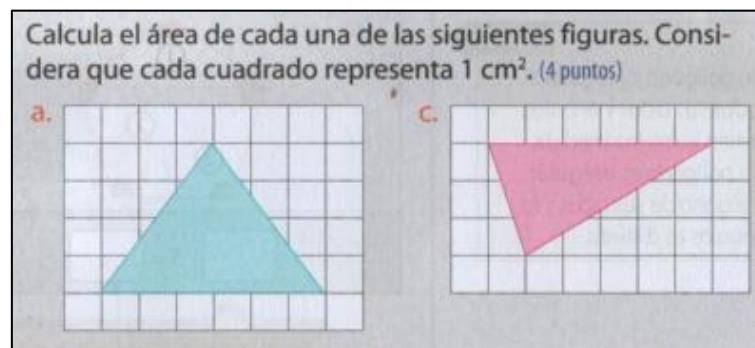 Calcula el área de cada una de las siguientes figuras. Consi-
dera que cada cuadrado representa 1 cm². (4 puntos)
a.
c.